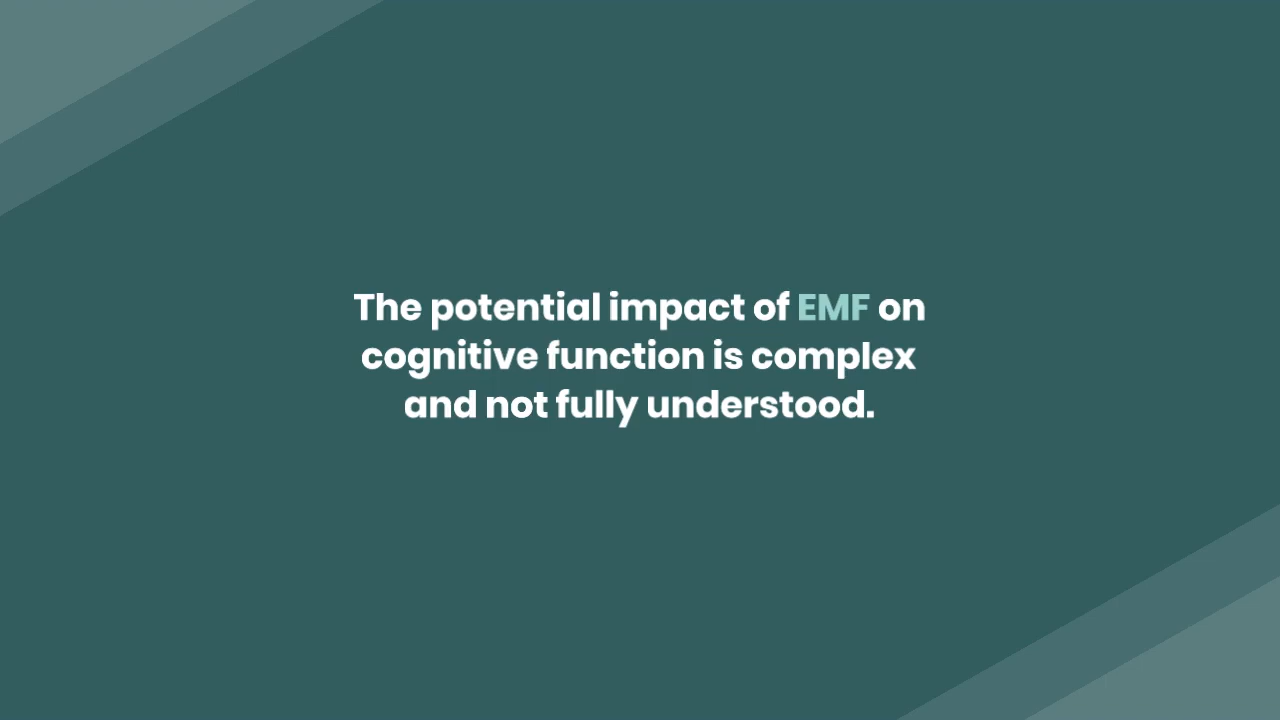 The potential impact of EMF on
cognitive function is complex
and not fully understood.